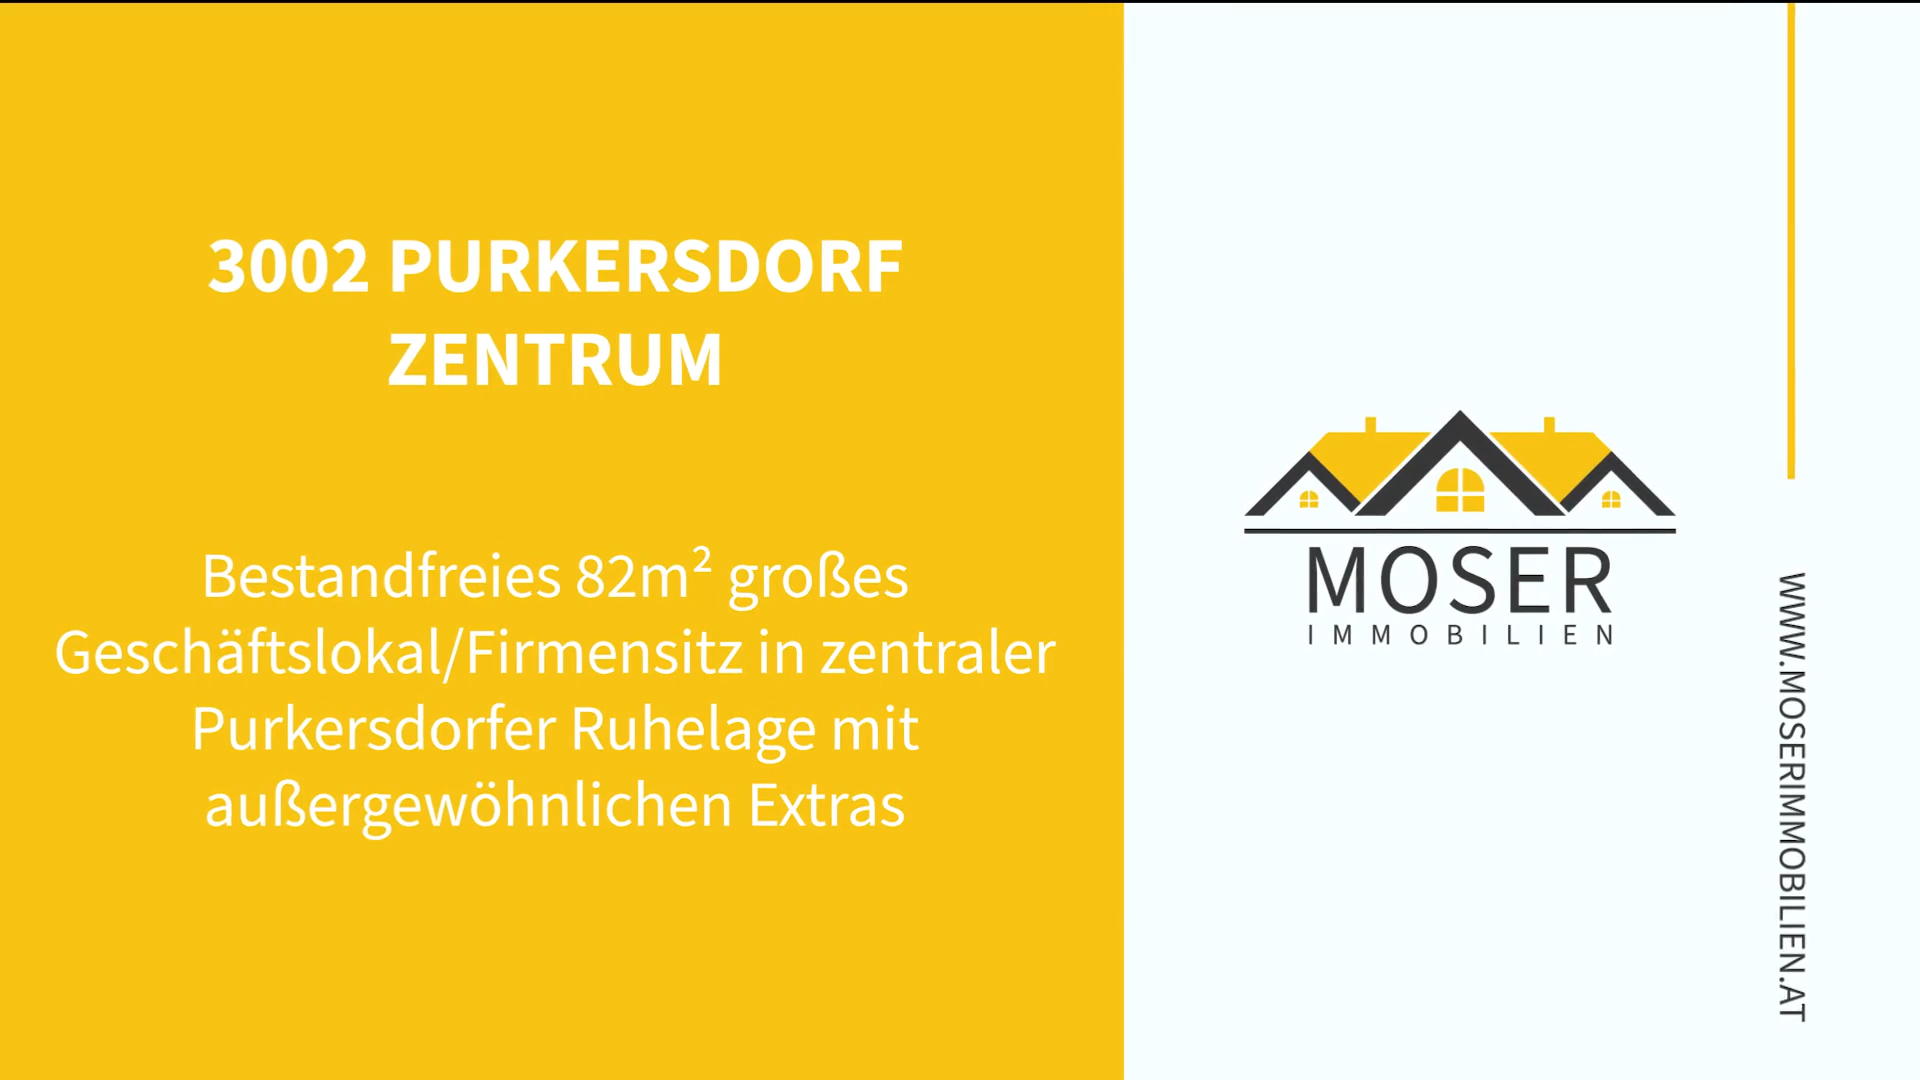 3002 PURKERSDORF
ZENTRUM
Bestandfreies 82m² großes
Geschäftslokal/Firmensitz in zentraler
Purkersdorfer Ruhelage mit
außergewöhnlichen Extras
MOSER
IMMOBILIEN
WWW.MOSERIMMOBILIEN.AT